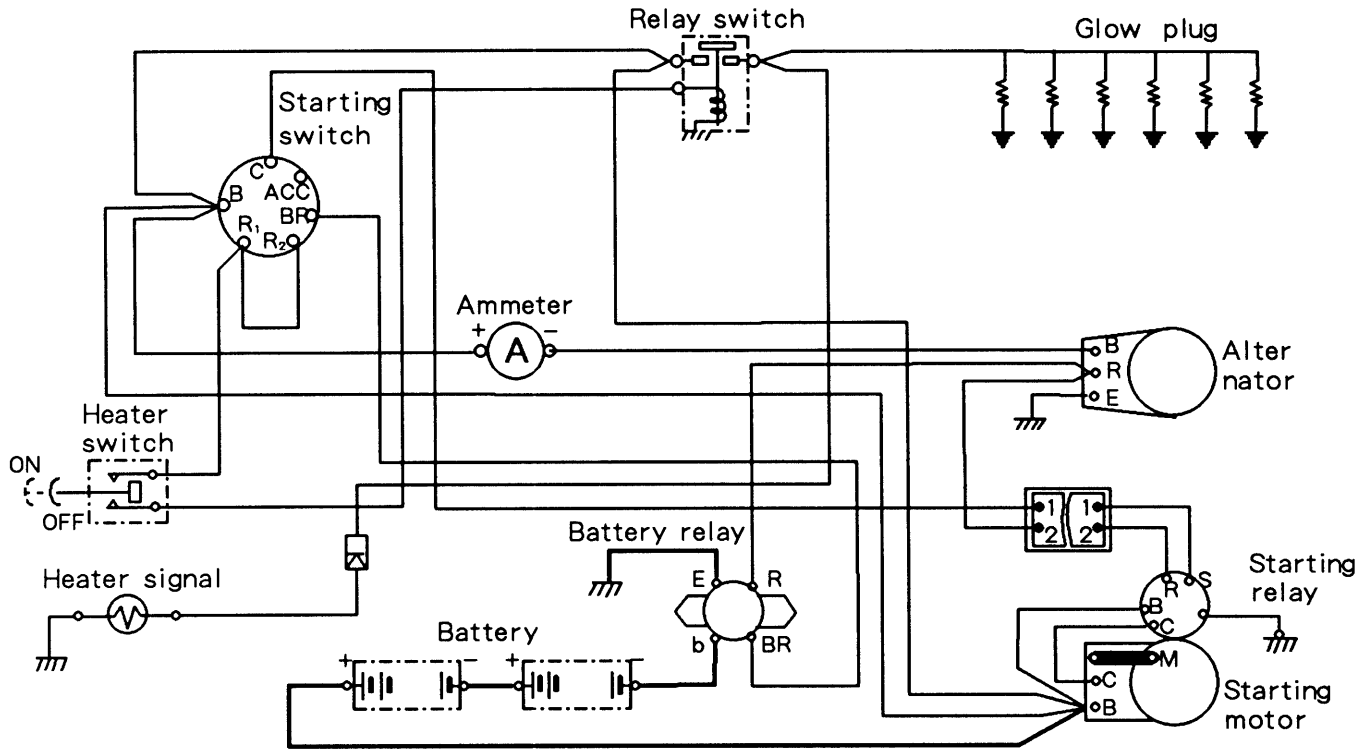 Relay switch
Glow plug
Starting
switch
C
ACC
B
BR
R₁
R₂
Ammeter
+
−
A
B
R
E
Alter
nator
Heater
switch
ON
OFF
1
1
2
2
Battery relay
Heater signal
E
R
b
BR
Starting
relay
R
S
B
C
Battery
+
−
+
−
M
C
B
Starting
motor